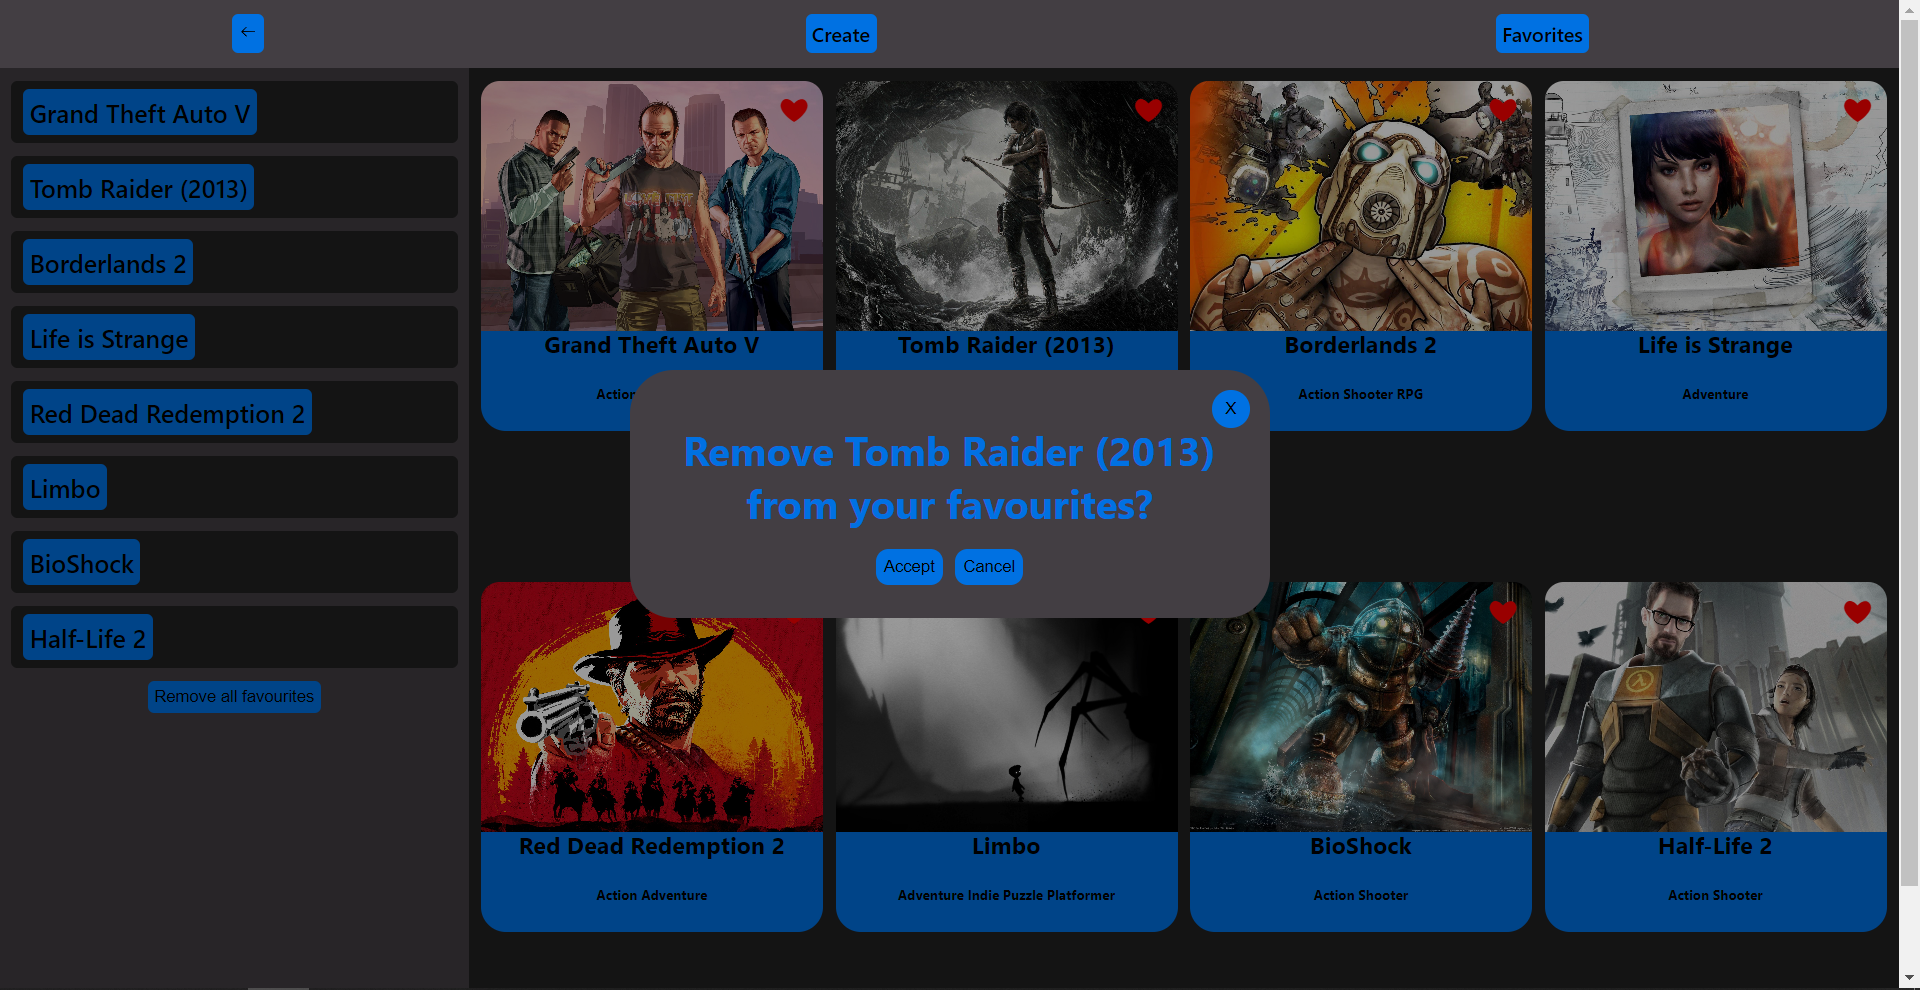 ←
Create
Favorites
Grand Theft Auto V
Tomb Raider (2013)
Borderlands 2
Life is Strange
Red Dead Redemption 2
Limbo
BioShock
Half-Life 2
Remove all favourites
Grand Theft Auto V
Action
Tomb Raider (2013)
Borderlands 2
Action Shooter RPG
Life is Strange
Adventure
X
Remove Tomb Raider (2013)
from your favourites?
Accept
Cancel
Red Dead Redemption 2
Action Adventure
Limbo
Adventure Indie Puzzle Platformer
BioShock
Action Shooter
Half-Life 2
Action Shooter